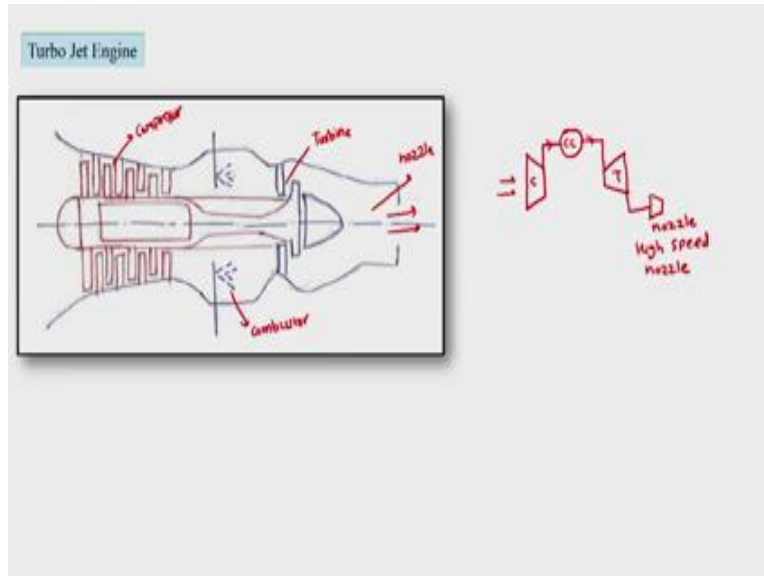 Turbo Jet Engine
Compressor
Turbine
nozzle
combustor
C
CC
T
nozzle
High speed
nozzle